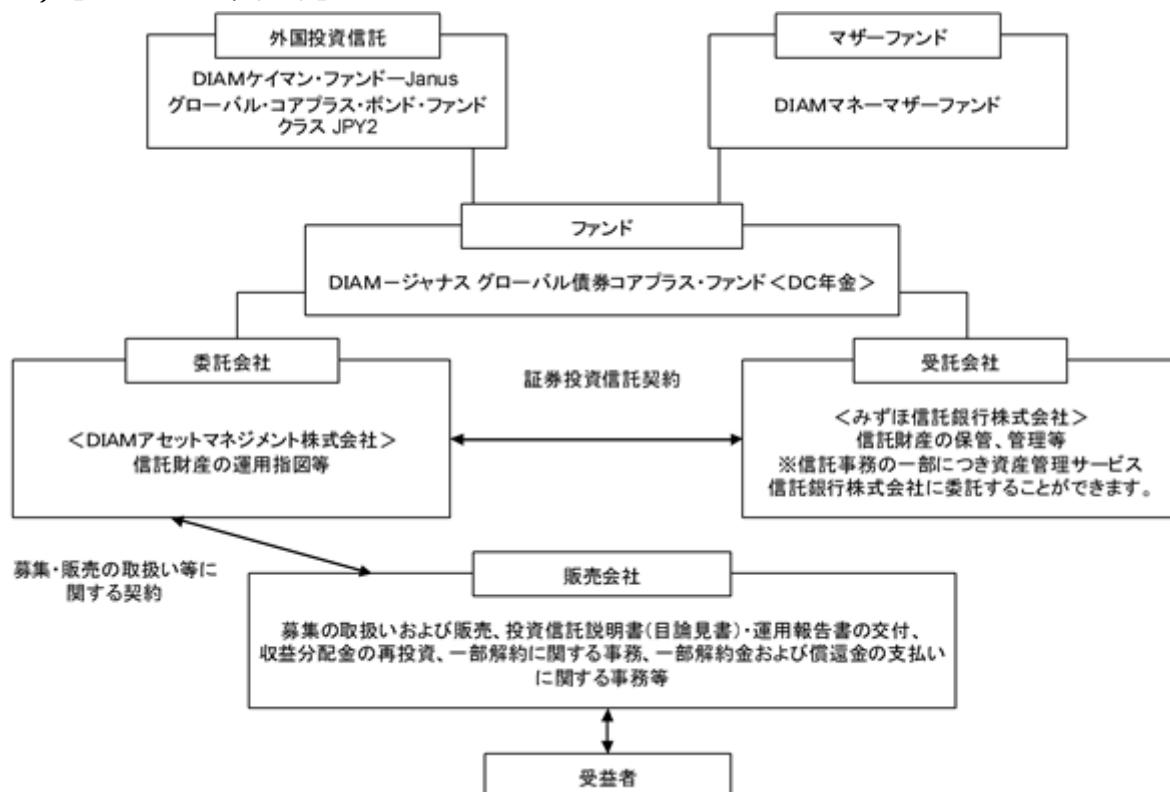 外国投資信託
DIAMケイマン・ファンドーJanus
グローバル・コアプラス・ボンド・ファンド
クラス JPY2
マザーファンド
DIAMマネーマザーファンド
ファンド
DIAM－ジャナス グローバル債券コアプラス・ファンド＜DC年金＞
委託会社
＜DIAMアセットマネジメント株式会社＞
信託財産の運用指図等
証券投資信託契約
受託会社
＜みずほ信託銀行株式会社＞
信託財産の保管、管理等
※信託事務の一部につき資産管理サービス
信託銀行株式会社に委託することができます。
募集・販売の取扱い等に
関する契約
販売会社
募集の取扱いおよび販売、投資信託説明書(目論見書)・運用報告書の交付、
収益分配金の再投資、一部解約に関する事務、一部解約金および償還金の支払い
に関する事務等
受益者